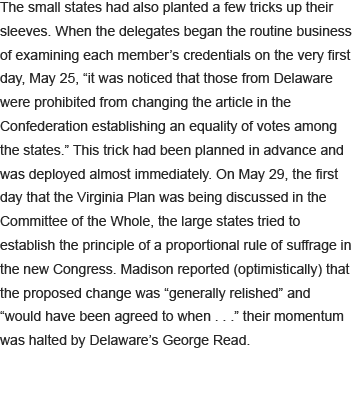 The small states had also planted a few tricks up their
sleeves. When the delegates began the routine business
of examining each member’s credentials on the very first
day, May 25, “it was noticed that those from Delaware
were prohibited from changing the article in the
Confederation establishing an equality of votes among
the states.” This trick had been planned in advance and
was deployed almost immediately. On May 29, the first
day that the Virginia Plan was being discussed in the
Committee of the Whole, the large states tried to
establish the principle of a proportional rule of suffrage in
the new Congress. Madison reported (optimistically) that
the proposed change was “generally relished” and
“would have been agreed to when . . .” their momentum
was halted by Delaware’s George Read.